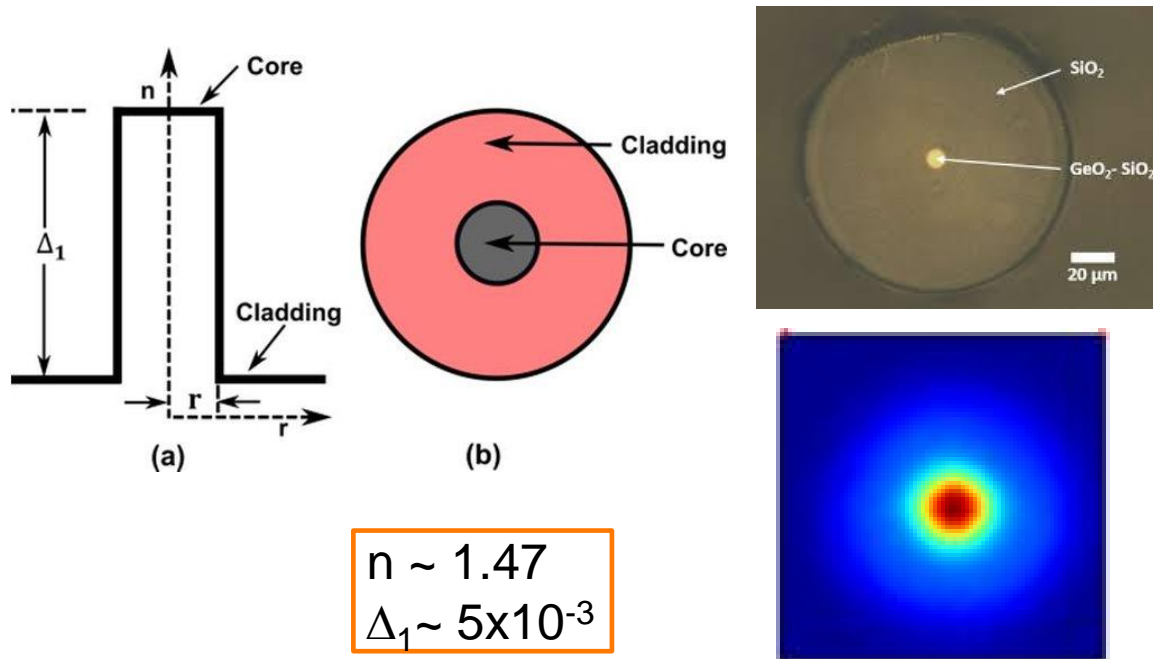 n
Core
Δ₁
Cladding
r
r
(a)
Cladding
Core
(b)
SiO₂
GeO₂- SiO₂
20 µm
n ~ 1.47
Δ₁~ 5x10⁻³